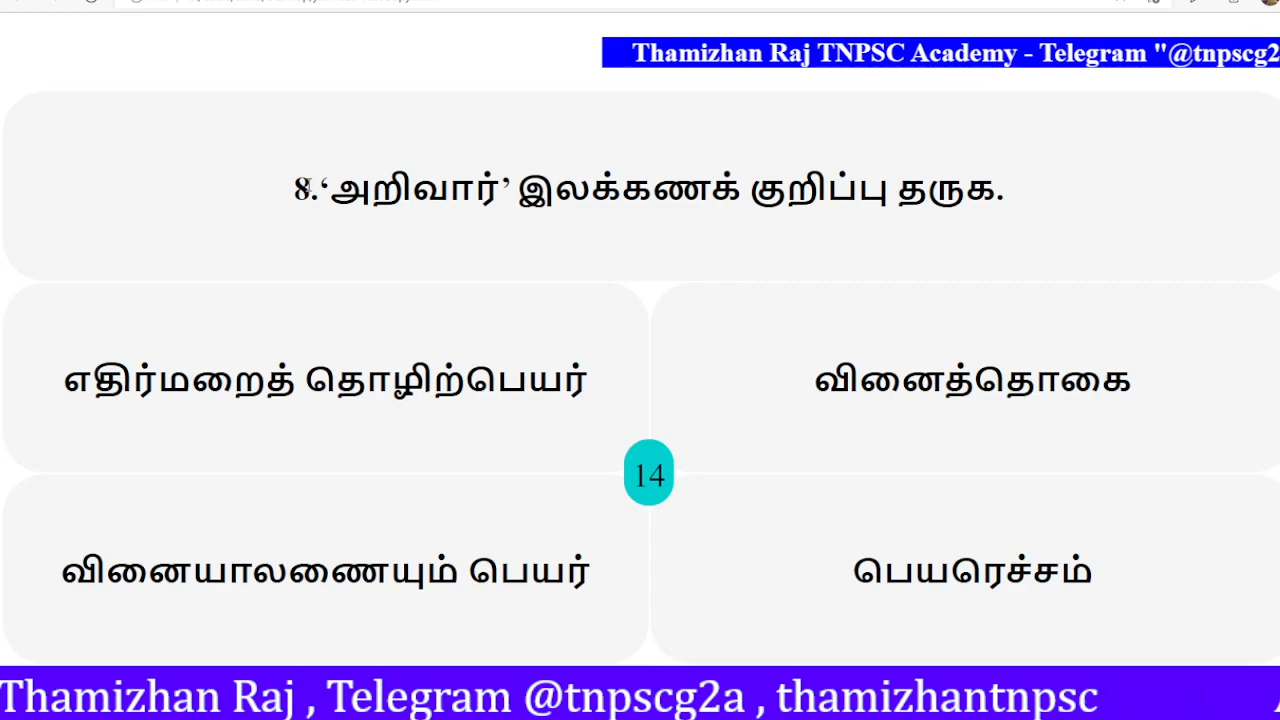 Thamizhan Raj TNPSC Academy - Telegram "@tnpscg2
8.‘அறிவார்’ இலக்கணக் குறிப்பு தருக.
எதிர்மறைத் தொழிற்பெயர்
வினைத்தொகை
14
வினையாலணையும் பெயர்
பெயரெச்சம்
Thamizhan Raj , Telegram @tnpscg2a , thamizhantnpsc